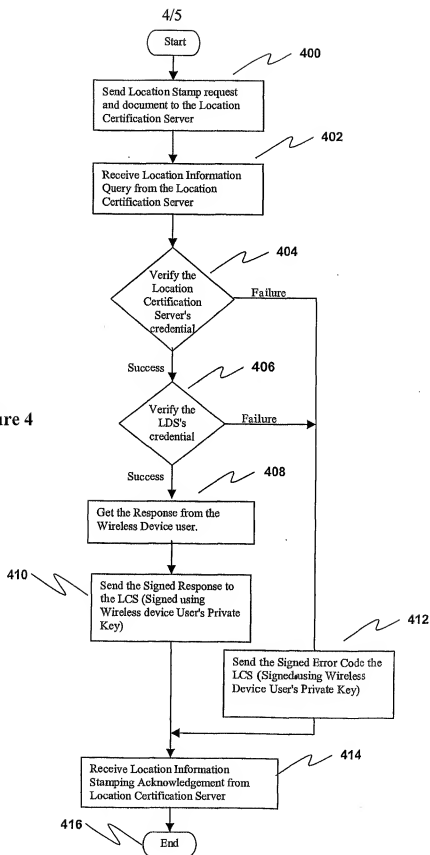 4/5
Start
400
Send Location Stamp request
and document to the Location
Certification Server
402
Receive Location Information
Query from the Location
Certification Server
404
Verify the
Location
Certification
Server's
credential
Failure
Success
406
Verify the
LDS's
credential
Failure
ure 4
Success
408
Get the Response from the
Wireless Device user.
410
Send the Signed Response to
the LCS (Signed using
Wireless device User's Private
Key)
412
Send the Signed Error Code the
LCS (Signed using Wireless
Device User's Private Key)
414
Receive Location Information
Stamping Acknowledgement from
Location Certification Server
416
End